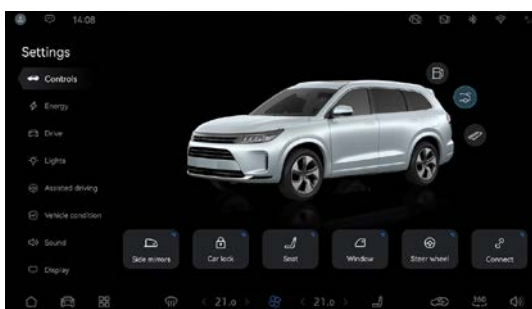 14:08
Settings
Controls
Energy
Drive
Lights
Assisted driving
Vehicle condition
Sound
Display
Side mirrors
Car lock
Seat
Window
Steer wheel
Connect
21.0
21.0
360